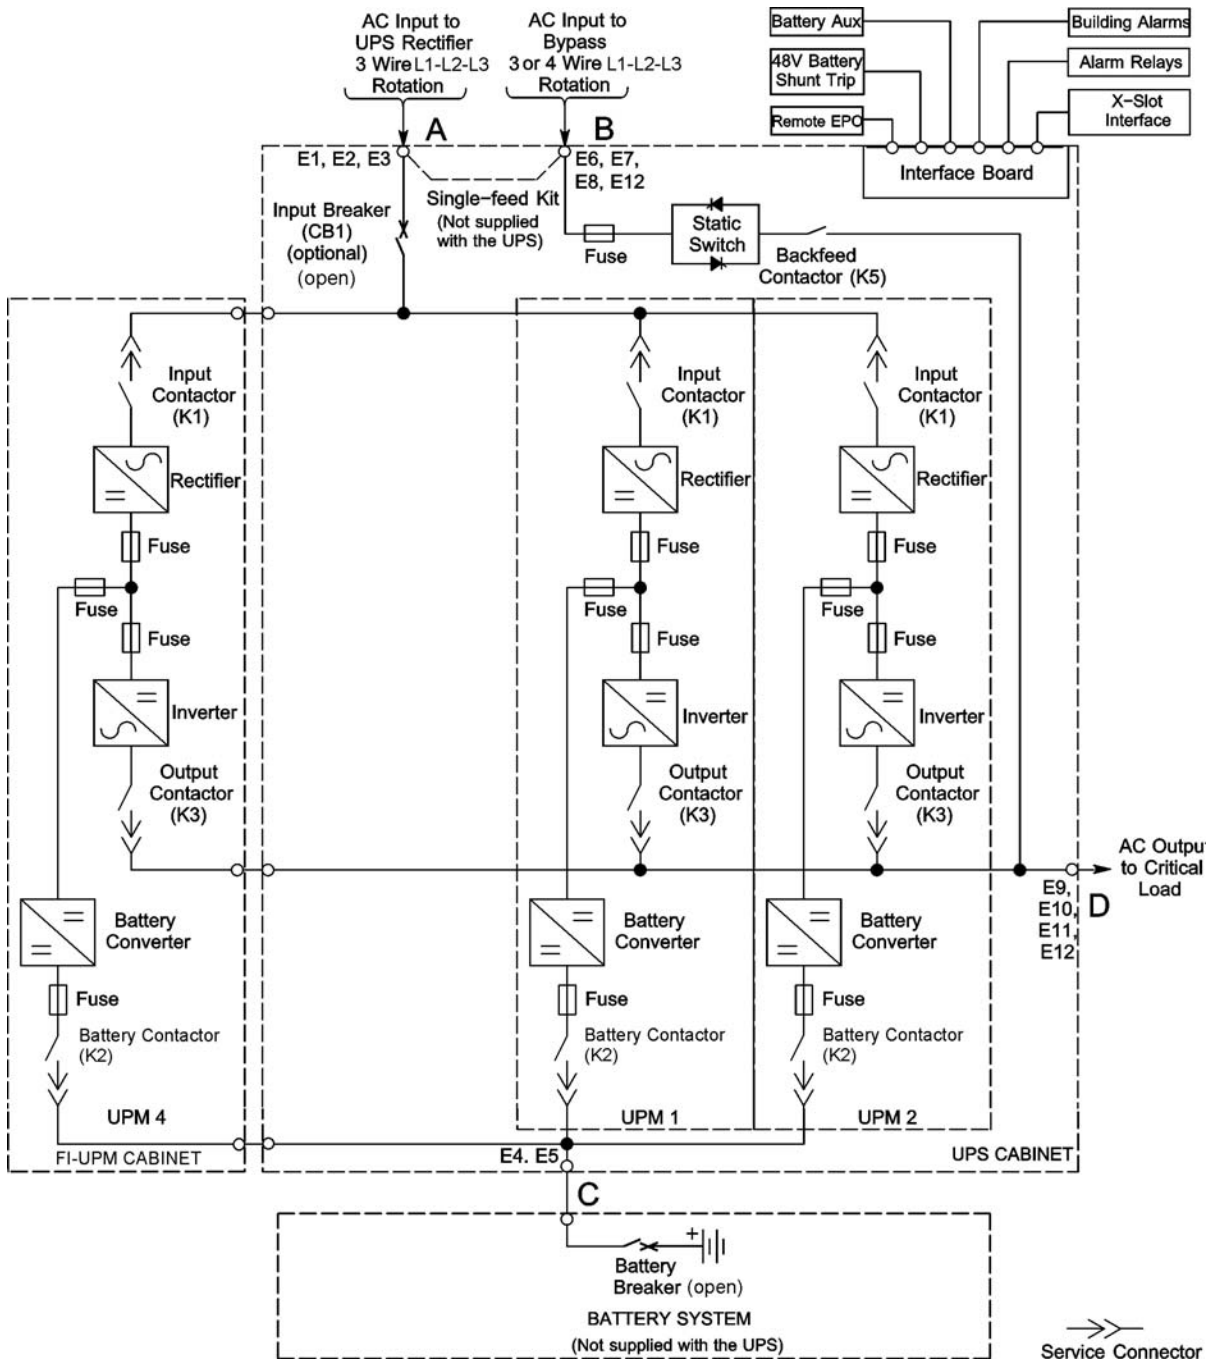 AC Input to
UPS Rectifier
3 Wire L1-L2-L3
Rotation
AC Input to
Bypass
3 or 4 Wire L1-L2-L3
Rotation
Battery Aux
48V Battery
Shunt Trip
Remote EPO
Building Alarms
Alarm Relays
X-Slot
Interface
Interface Board
A
B
E1, E2, E3
E6, E7,
E8, E12
Single-feed Kit
(Not supplied
with the UPS)
Input Breaker
(CB1)
(optional)
(open)
Fuse
Static
Switch
Backfeed
Contactor (K5)
Input
Contactor
(K1)
Rectifier
Fuse
Fuse
Fuse
Inverter
Output
Contactor
(K3)
Battery
Converter
Fuse
Battery Contactor
(K2)
UPM 4
FI-UPM CABINET
Input
Contactor
(K1)
Rectifier
Fuse
Fuse
Fuse
Inverter
Output
Contactor
(K3)
Battery
Converter
Fuse
Battery Contactor
(K2)
UPM 1
Input
Contactor
(K1)
Rectifier
Fuse
Fuse
Fuse
Inverter
Output
Contactor
(K3)
Battery
Converter
Fuse
Battery Contactor
(K2)
UPM 2
AC Output
to Critical
Load
E9,
E10,
E11,
E12
D
E4. E5
UPS CABINET
C
+
Battery
Breaker (open)
BATTERY SYSTEM
(Not supplied with the UPS)
Service Connector